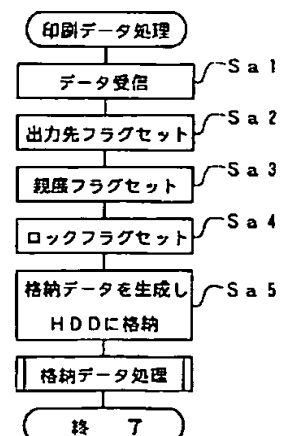 印刷データ処理
データ受信
Sa1
出力先フラグセット
Sa2
親展フラグセット
Sa3
ロックフラグセット
Sa4
格納データを生成し
HDDに格納
Sa5
格納データ処理
終 了